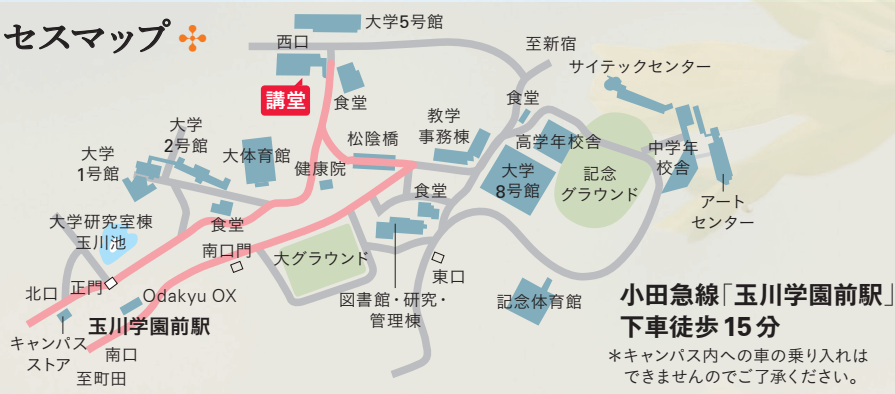 セスマップ
大学5号館
西口
至新宿
サイテックセンター
講堂
食堂
食堂
教学
事務棟
大学
2号館
松陰橋
高学年校舎
中学年
校舎
大学
1号館
大体育館
健康院
大学
8号館
記念
グラウンド
食堂
アート
センター
大学研究室棟
玉川池
食堂
南口門
大グラウンド
東口
北口
正門
Odakyu OX
図書館・研究・
管理棟
記念体育館
小田急線「玉川学園前駅」
下車徒歩15分
玉川学園前駅
キャンパス
ストア
南口
至町田
＊キャンパス内への車の乗り入れは
できませんのでご了承ください。